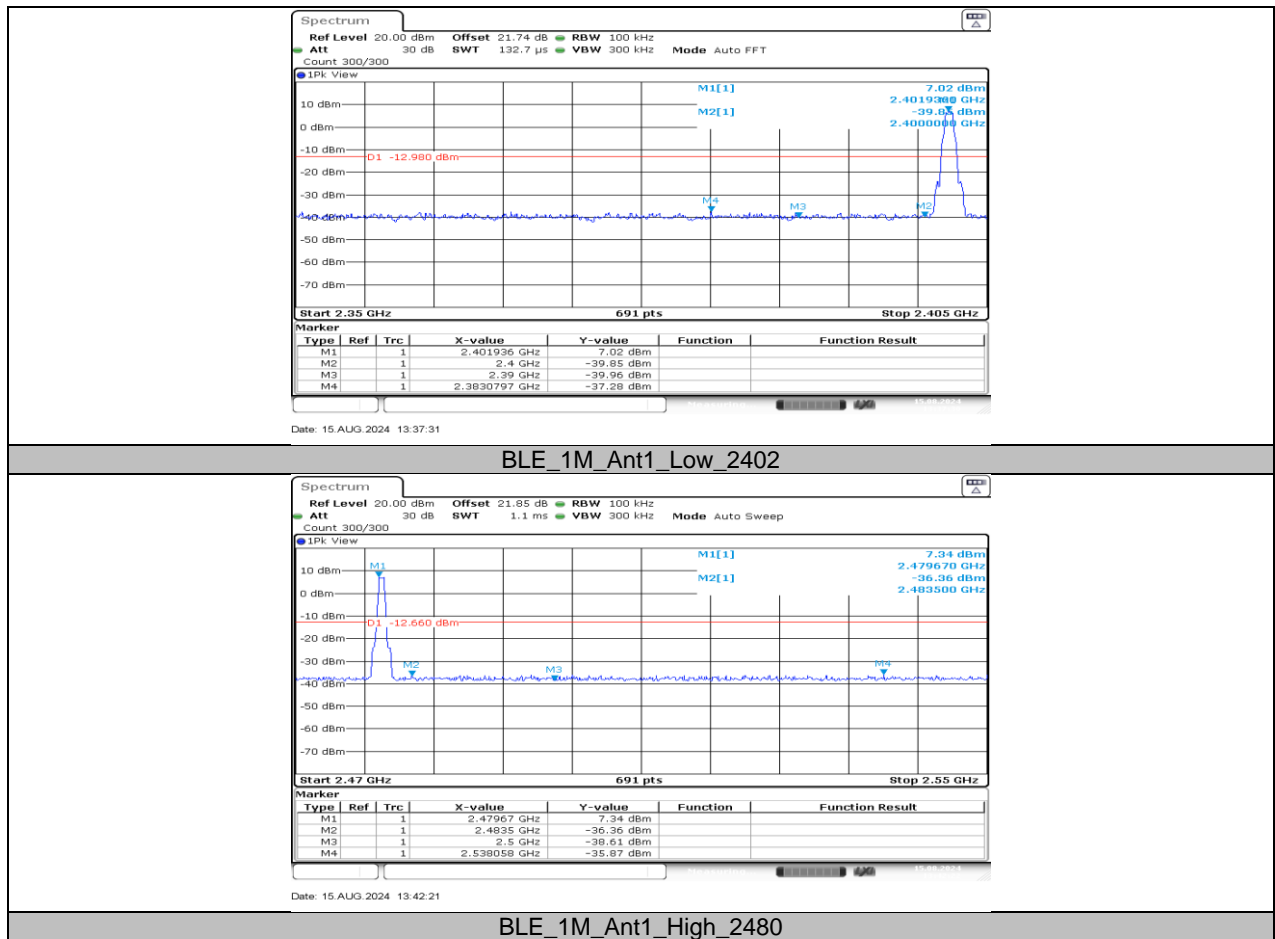 Spectrum
Ref Level 20.00 dBm Offset 21.74 dB RBW 100 kHz
Att 30 dB SWT 132.7 µs VBW 300 kHz Mode Auto FFT
Count 300/300
1Pk View
M1[1] 7.02 dBm
10 dBm
M2[1]
0 dBm
-10 dBm
D1 -12.980 dBm
-20 dBm
-30 dBm
M4 M3 M2
-50 dBm
-60 dBm
-70 dBm
Start 2.35 GHz 691 pts Stop 2.405 GHz
Marker
Type Ref Trc X-value Y-value Function Function Result
M1 1 2.401936 GHz 7.02 dBm
M2 1 2.4 GHz -39.85 dBm
M3 1 2.39 GHz -39.96 dBm
M4 1 2.3830797 GHz -37.28 dBm
Date: 15.AUG.2024 13:37:31
BLE_1M_Ant1_Low_2402
Spectrum
Ref Level 20.00 dBm Offset 21.85 dB RBW 100 kHz
Att 30 dB SWT 1.1 ms VBW 300 kHz Mode Auto Sweep
Count 300/300
1Pk View
M1[1] 7.34 dBm
2.479670 GHz
10 dBm M1
M2[1] -36.36 dBm
2.483500 GHz
0 dBm
-10 dBm
D1 -12.660 dBm
-20 dBm
-30 dBm
M2 M3 M4
-40 dBm
-50 dBm
-60 dBm
-70 dBm
Start 2.47 GHz 691 pts Stop 2.55 GHz
Marker
Type Ref Trc X-value Y-value Function Function Result
M1 1 2.47967 GHz 7.34 dBm
M2 1 2.4835 GHz -36.36 dBm
M3 1 2.5 GHz -38.61 dBm
M4 1 2.538058 GHz -35.87 dBm
Date: 15.AUG.2024 13:42:21
BLE_1M_Ant1_High_2480